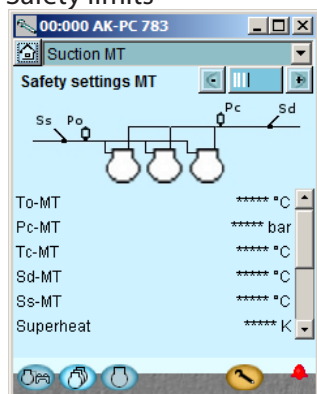 Safety limits
00:000 AK-PC 783
Suction MT
Safety settings MT
Ss Po Pc Sd
To-MT ***** °C
Pc-MT ***** bar
Tc-MT ***** °C
Sd-MT ***** °C
Ss-MT ***** °C
Superheat ***** K